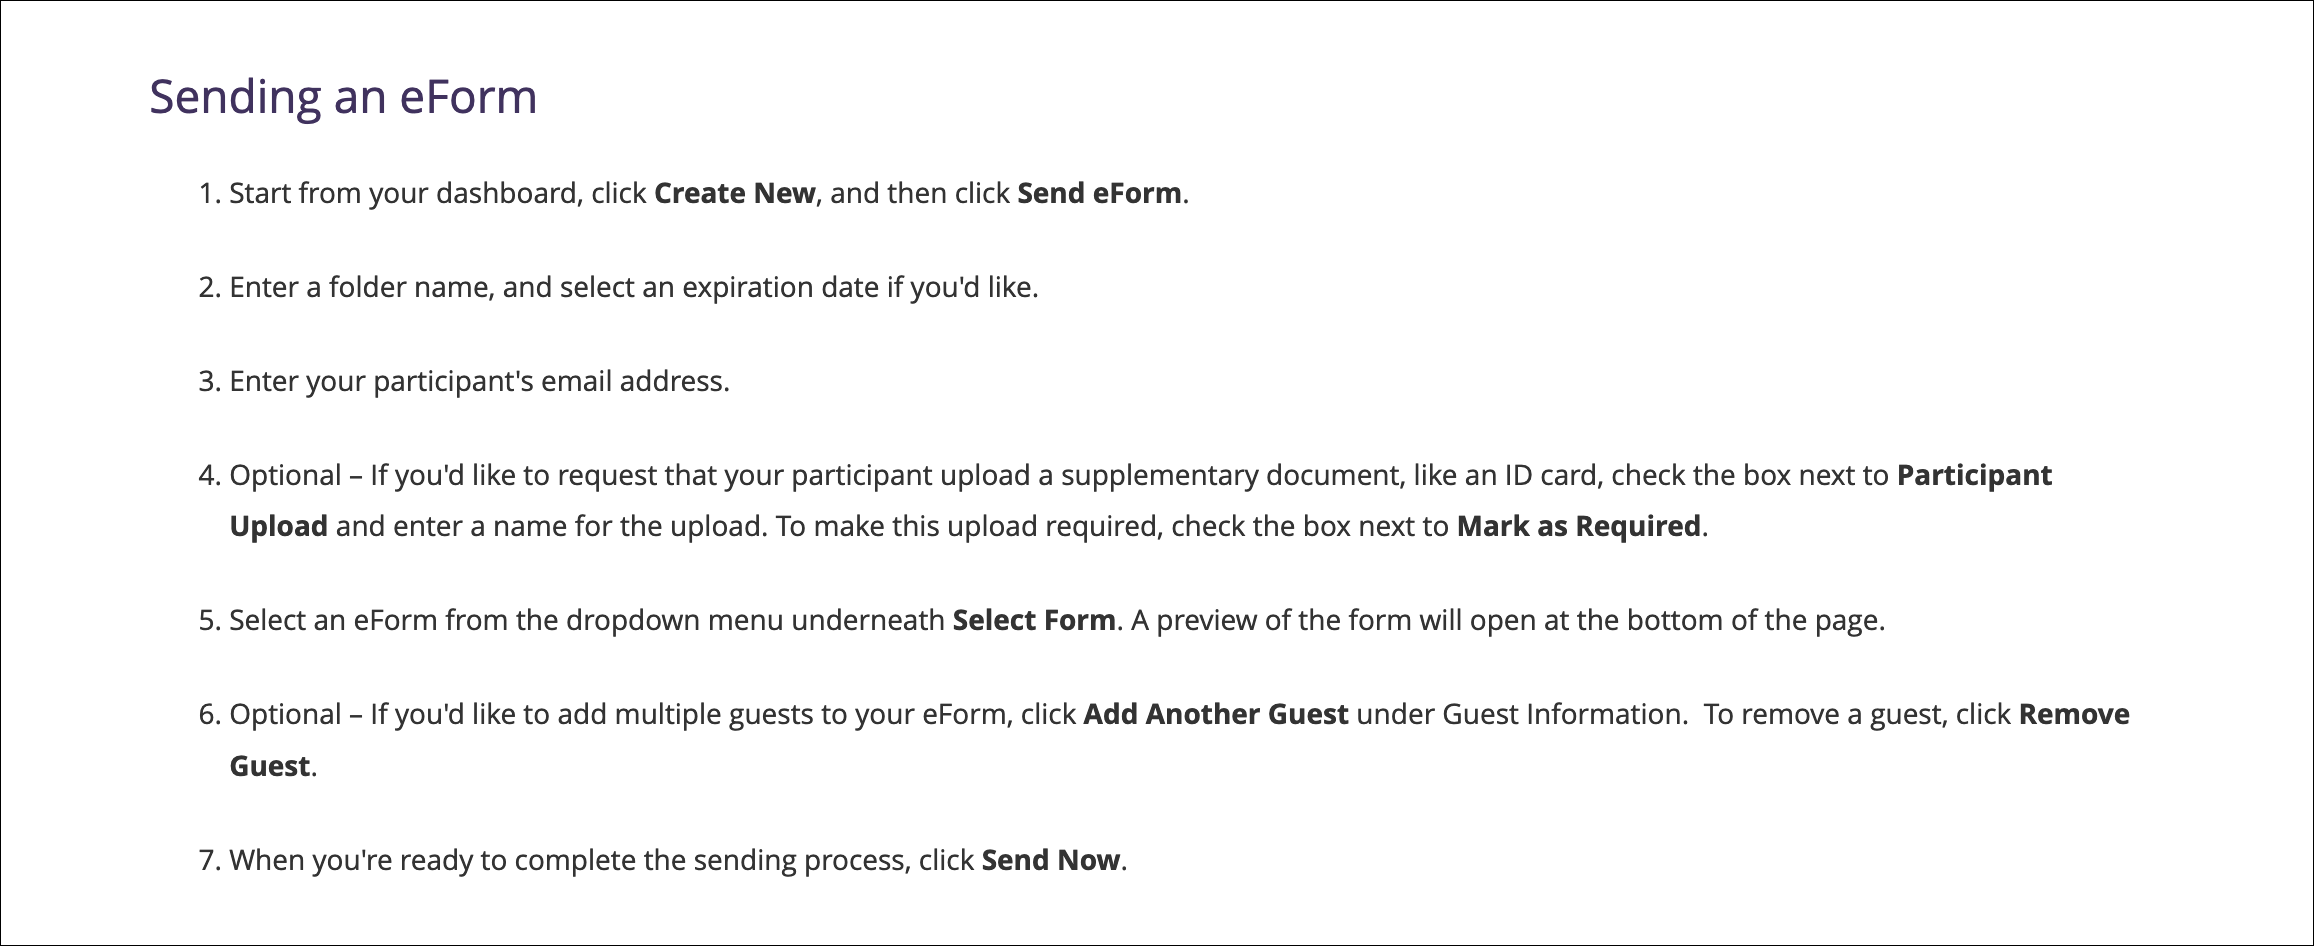 Sending an eForm
1. Start from your dashboard, click Create New, and then click Send eForm.
2. Enter a folder name, and select an expiration date if you'd like.
3. Enter your participant's email address.
4. Optional – If you'd like to request that your participant upload a supplementary document, like an ID card, check the box next to Participant
Upload and enter a name for the upload. To make this upload required, check the box next to Mark as Required.
5. Select an eForm from the dropdown menu underneath Select Form. A preview of the form will open at the bottom of the page.
6. Optional – If you'd like to add multiple guests to your eForm, click Add Another Guest under Guest Information.  To remove a guest, click Remove
Guest.
7. When you're ready to complete the sending process, click Send Now.